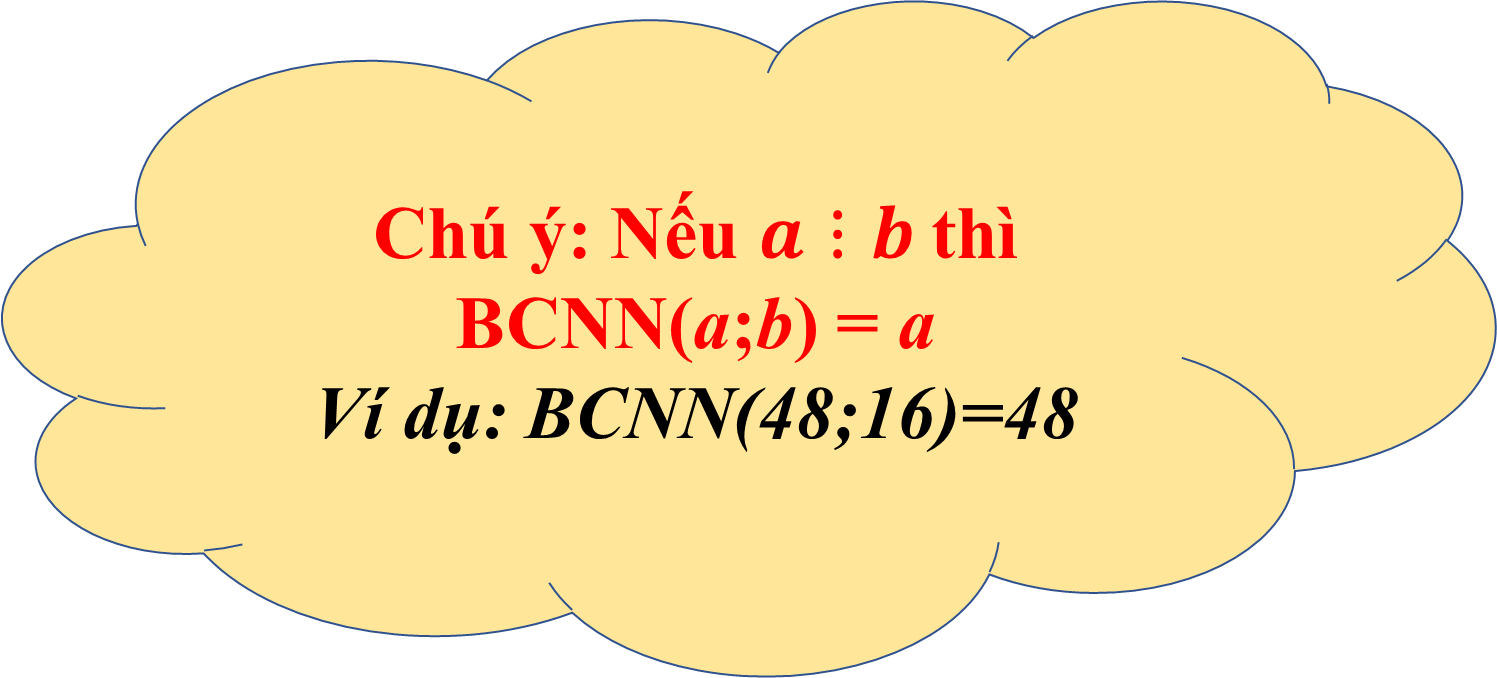 Chú ý: Nếu a ⋮ b thì
BCNN(a;b) = a
Ví dụ: BCNN(48;16)=48